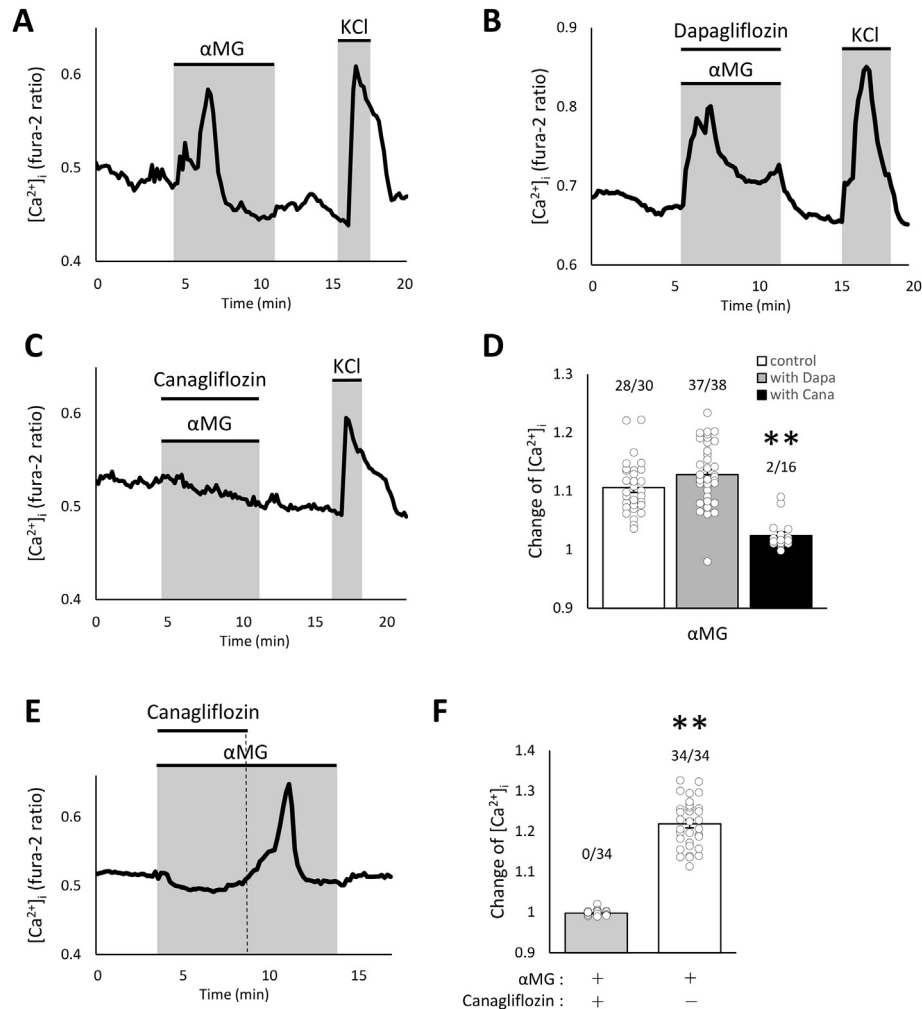 A
αMG
KCl
[Ca²⁺]ᵢ (fura-2 ratio)
0.6
0.5
0.4
0 5 10 15 20
Time (min)
B
Dapagliflozin
αMG
KCl
[Ca²⁺]ᵢ (fura-2 ratio)
0.9
0.8
0.7
0.6
0 5 10 15 20
Time (min)
C
Canagliflozin
αMG
KCl
[Ca²⁺]ᵢ (fura-2 ratio)
0.6
0.5
0.4
0 5 10 15 20
Time (min)
D
control
with Dapa
with Cana
Change of [Ca²⁺]ᵢ
1.3
1.2
1.1
1
0.9
28/30 37/38
**
2/16
αMG
E
Canagliflozin
αMG
[Ca²⁺]ᵢ (fura-2 ratio)
0.6
0.5
0.4
0 5 10 15
Time (min)
F
Change of [Ca²⁺]ᵢ
1.4
1.3
1.2
1
0.9
**
34/34
0/34
αMG : + +
Canagliflozin : + −